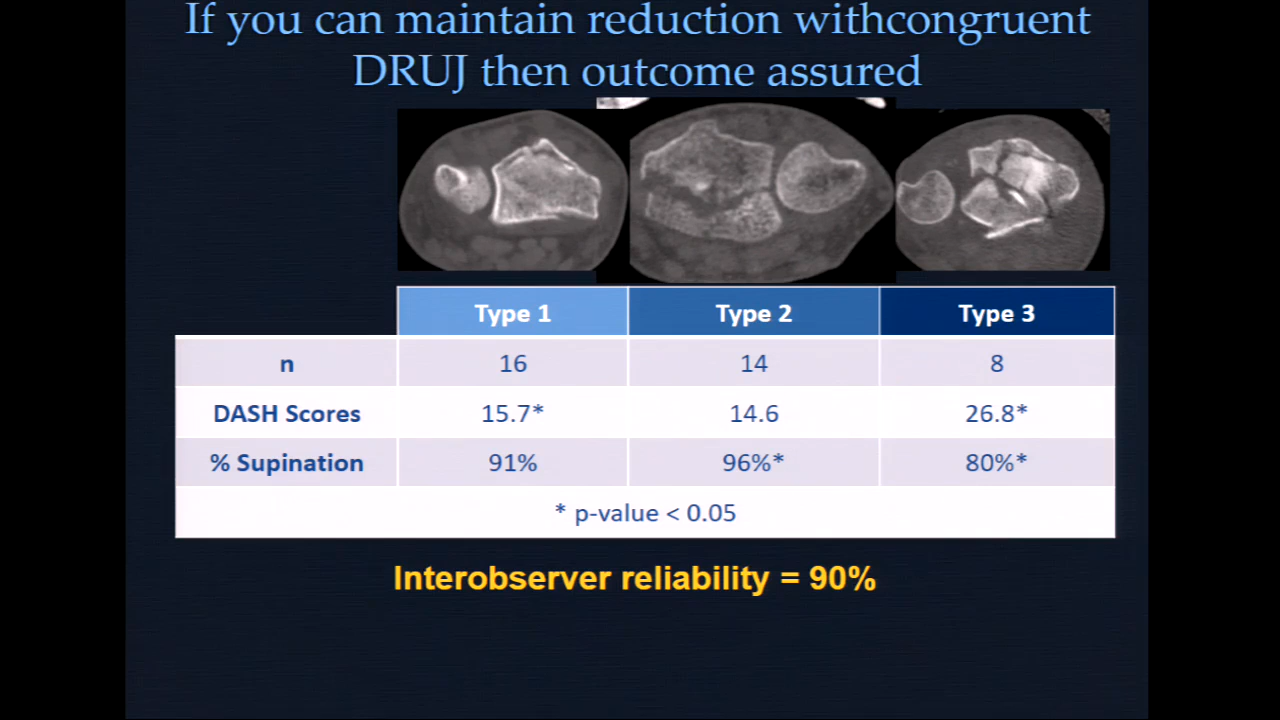 If you can maintain reduction withcongruent
DRUJ then outcome assured
Type 1 Type 2 Type 3
n 16 14 8
DASH Scores 15.7* 14.6 26.8*
% Supination 91% 96%* 80%*
* p-value < 0.05
Interobserver reliability = 90%